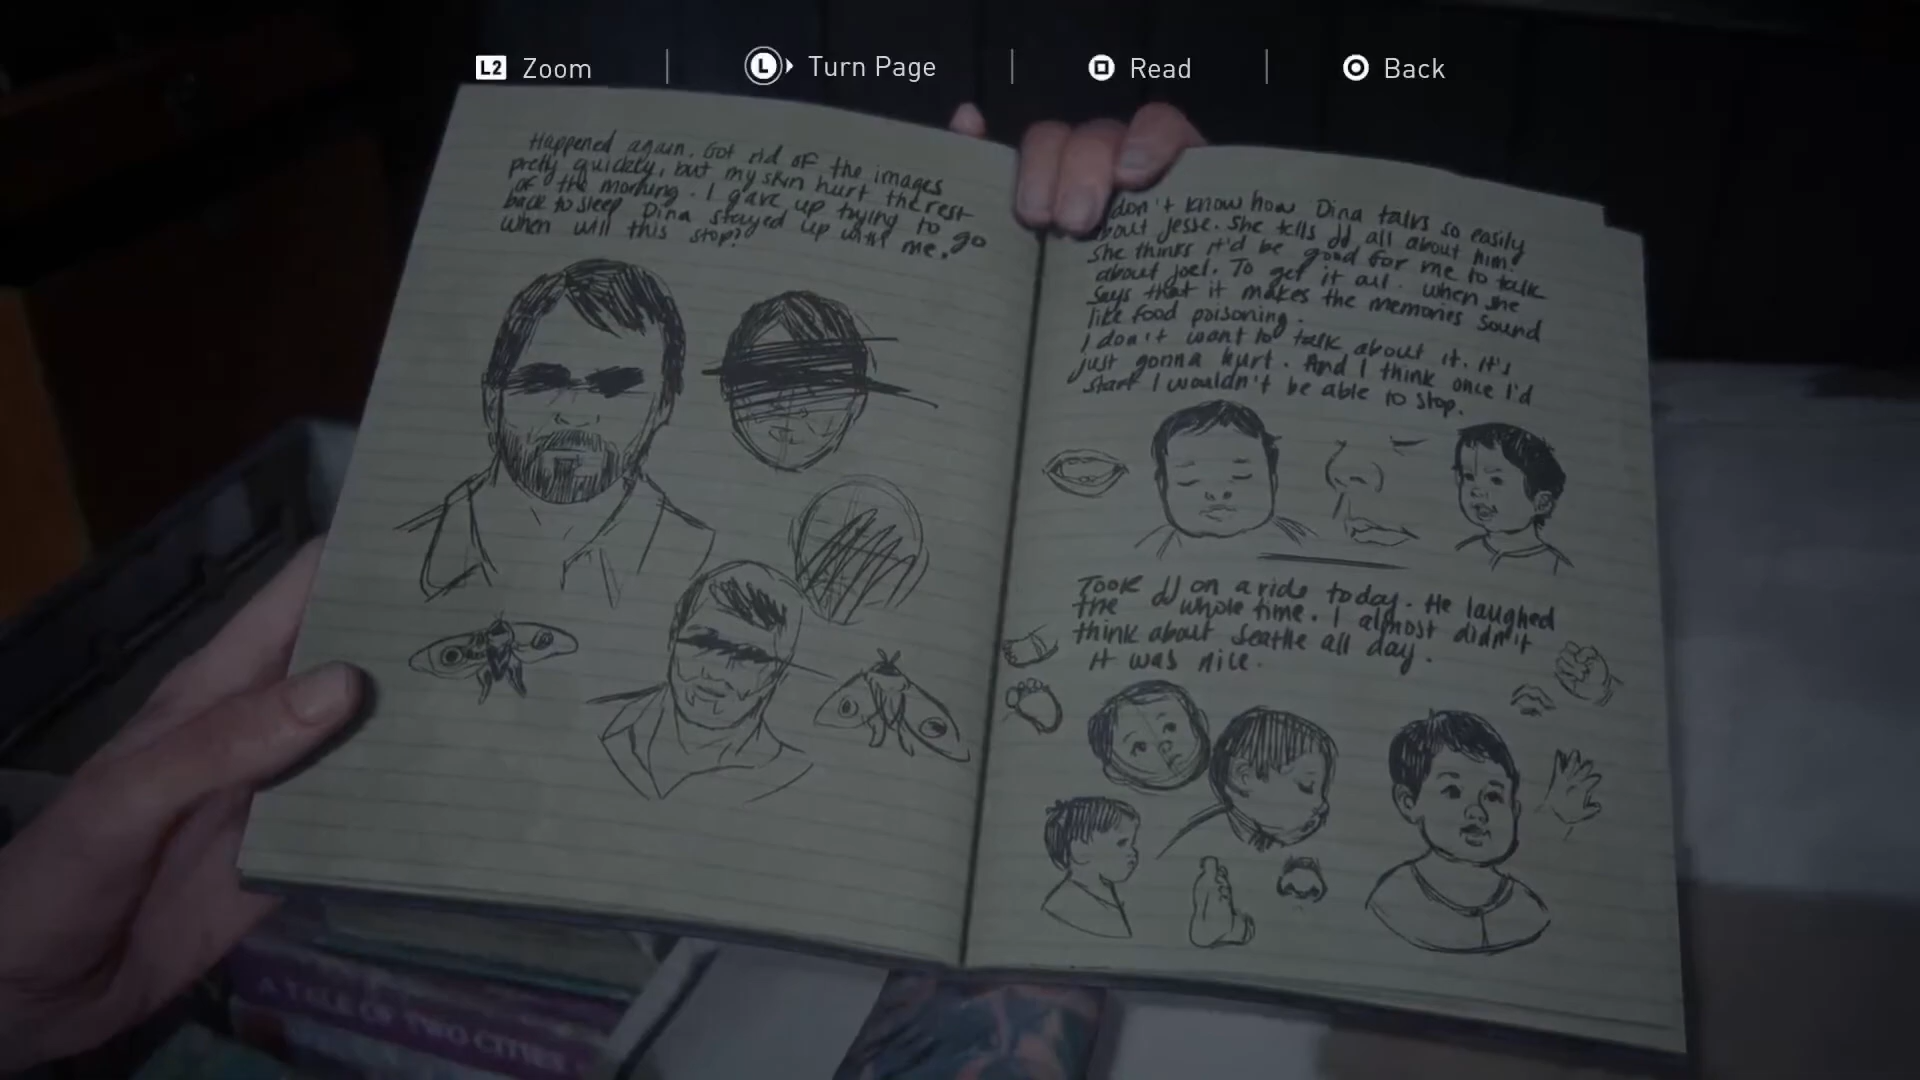 L2 Zoom
L Turn Page
Read
Back
Happened again. Got rid of the images
pretty quickly, but my skin hurt the rest
of the morning. I gave up trying to go
back to sleep Dina stayed up with me.
when will this stop?
don't know how Dina talks so easily
bout Jesse. She tells JJ all about him.
She thinks it'd be good for me to talk
about Joel. To get it out. When she
says that it makes the memories sound
like food poisoning.
I don't want to talk about it. It's
just gonna hurt. And I think once I'd
start I wouldn't be able to stop.
Took JJ on a ride today. He laughed
the whole time. I almost didn't
think about Seattle all day.
It was nice.
A TALE OF TWO CITIES